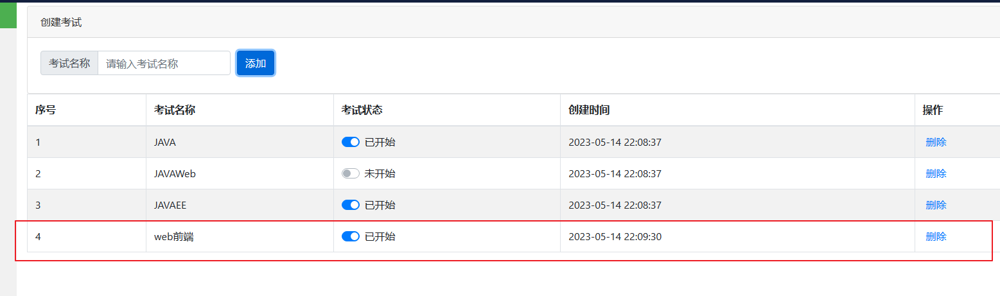 创建考试
考试名称 请输入考试名称 添加
序号 考试名称 考试状态 创建时间 操作
1 JAVA 已开始 2023-05-14 22:08:37 删除
2 JAVAWeb 未开始 2023-05-14 22:08:37 删除
3 JAVAEE 已开始 2023-05-14 22:08:37 删除
4 web前端 已开始 2023-05-14 22:09:30 删除